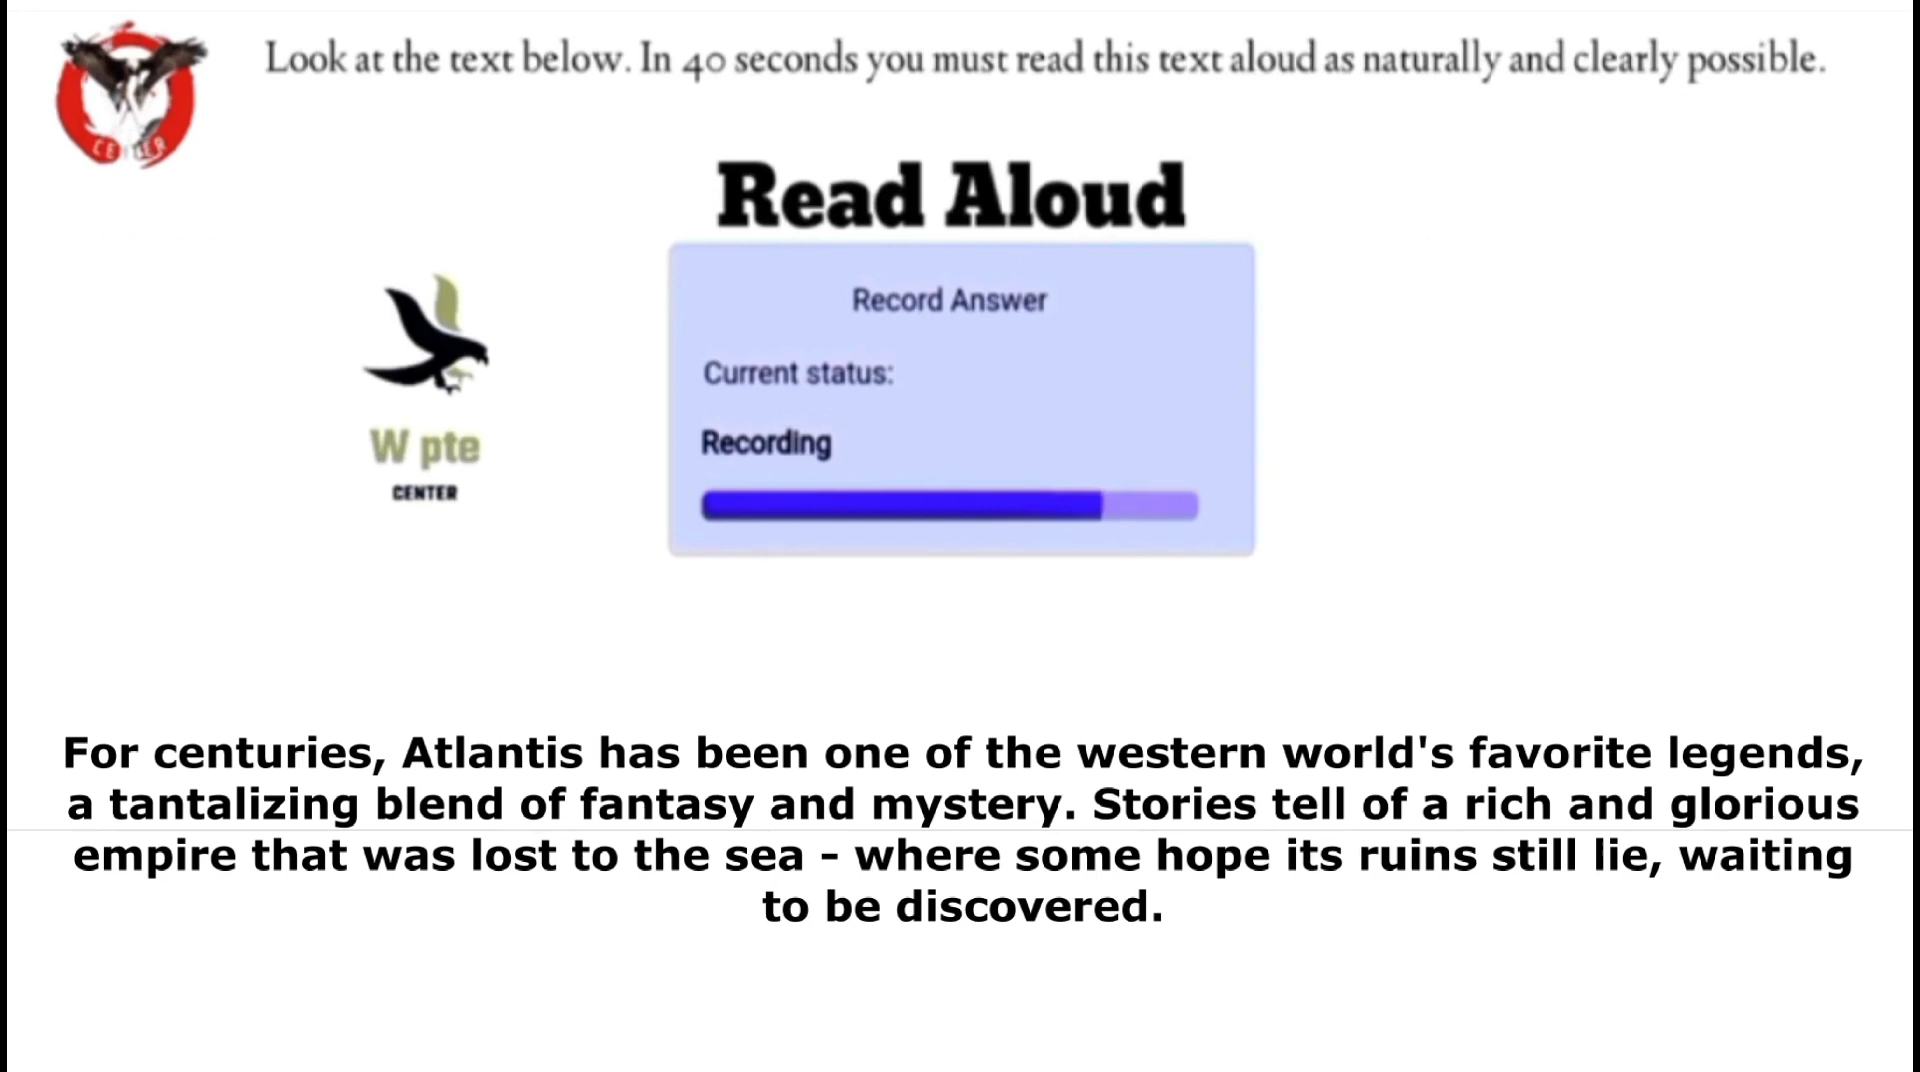 Look at the text below. In 40 seconds you must read this text aloud as naturally and clearly possible.
CENTER
Read Aloud
Record Answer
Current status:
Recording
W pte
CENTER
For centuries, Atlantis has been one of the western world's favorite legends,
a tantalizing blend of fantasy and mystery. Stories tell of a rich and glorious
empire that was lost to the sea - where some hope its ruins still lie, waiting
to be discovered.